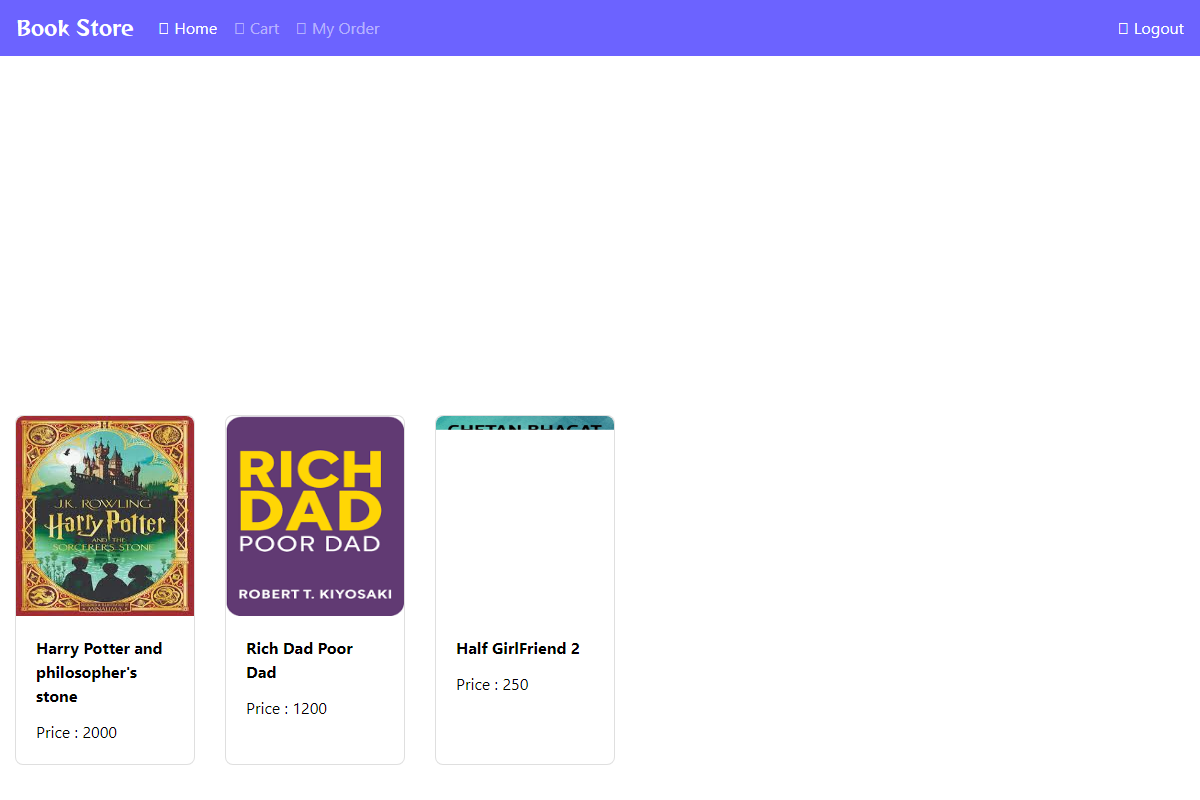 Book Store Home Cart My Order Logout
J.K. ROWLING
Harry Potter
AND THE
SORCERER'S STONE
MINALIMA
RICH
DAD
POOR DAD
ROBERT T. KIYOSAKI
CHETAN BHAGAT
Harry Potter and
philosopher's
stone
Price : 2000
Rich Dad Poor
Dad
Price : 1200
Half GirlFriend 2
Price : 250